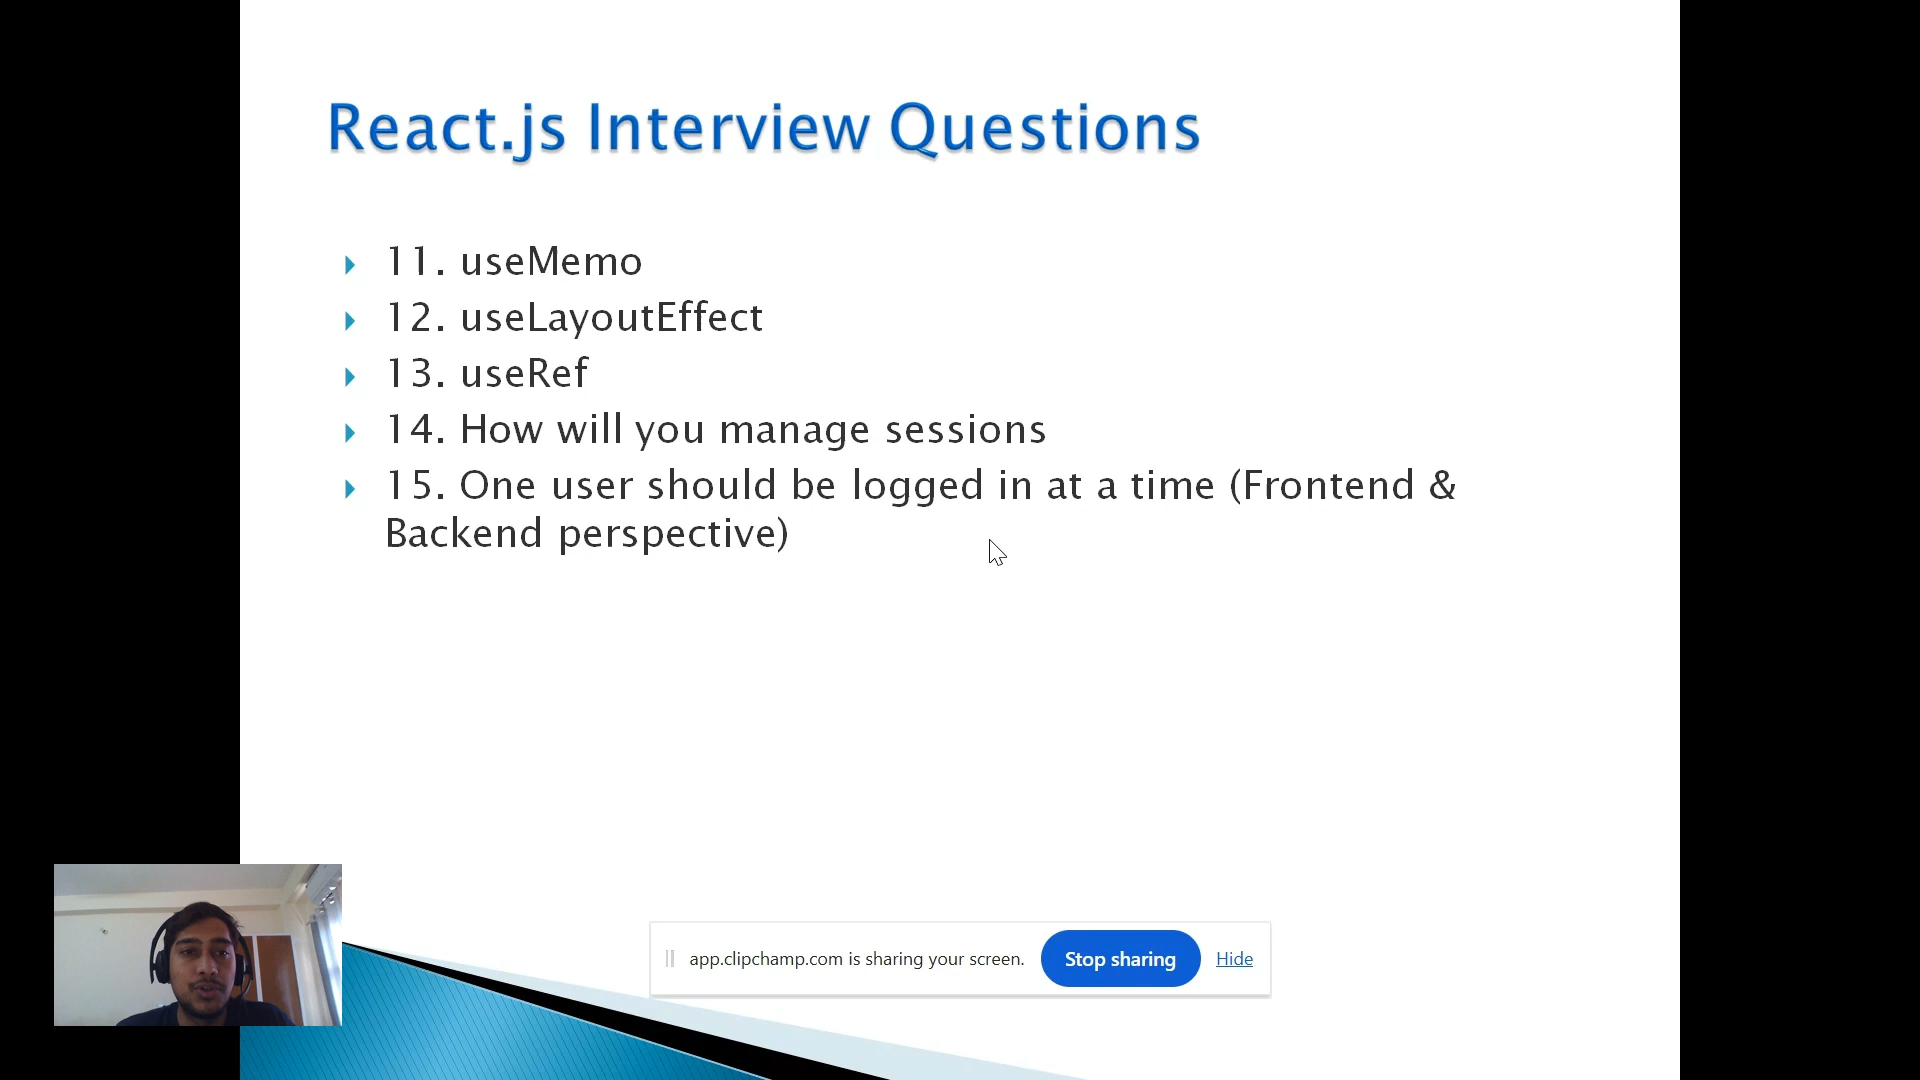 React.js Interview Questions
11. useMemo
12. useLayoutEffect
13. useRef
14. How will you manage sessions
15. One user should be logged in at a time (Frontend &
Backend perspective)
app.clipchamp.com is sharing your screen.
Stop sharing
Hide